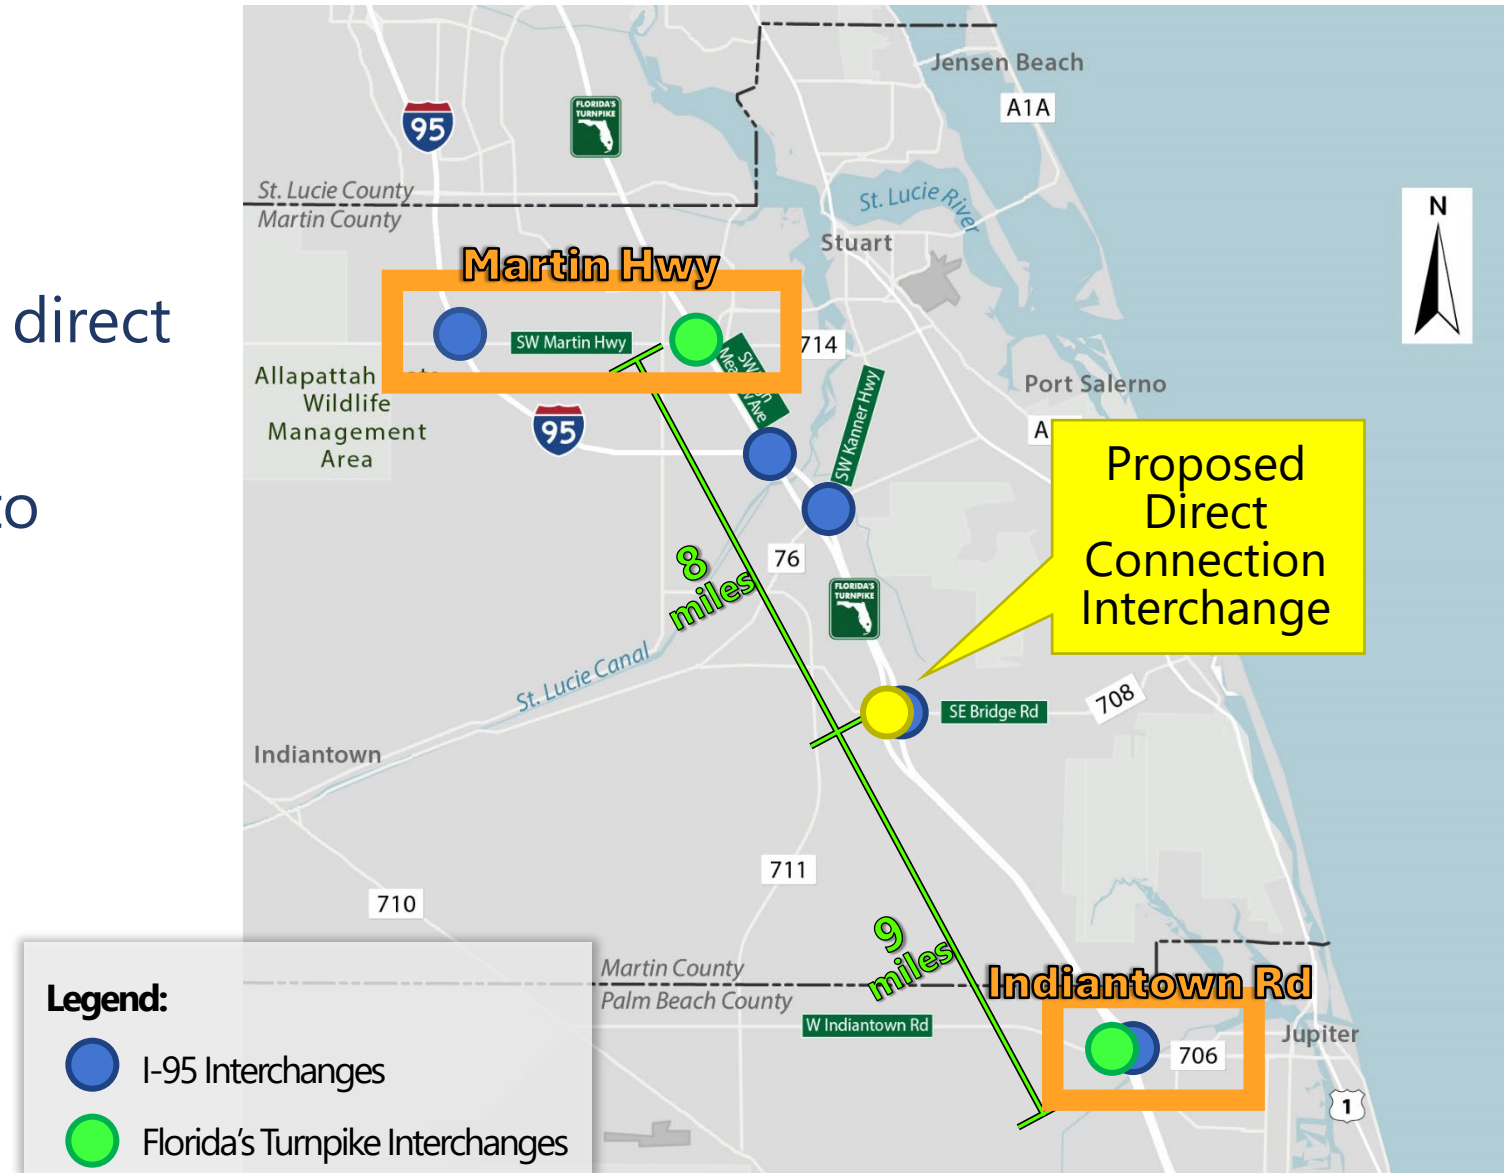 direct
to
Jensen Beach
A1A
95
FLORIDA'S
TURNPIKE
St. Lucie County
Martin County
St. Lucie River
Stuart
N
Martin Hwy
SW Martin Hwy
714
SW
Ave
SW Kanner Hwy
Allapattah
Wildlife
Management
Area
95
Port Salerno
A
Proposed
Direct
Connection
Interchange
8
miles
76
FLORIDA'S
TURNPIKE
St. Lucie Canal
SE Bridge Rd
708
Indiantown
711
710
9
miles
Martin County
Palm Beach County
Indiantown Rd
W Indiantown Rd
706
Jupiter
1
Legend:
I-95 Interchanges
Florida's Turnpike Interchanges